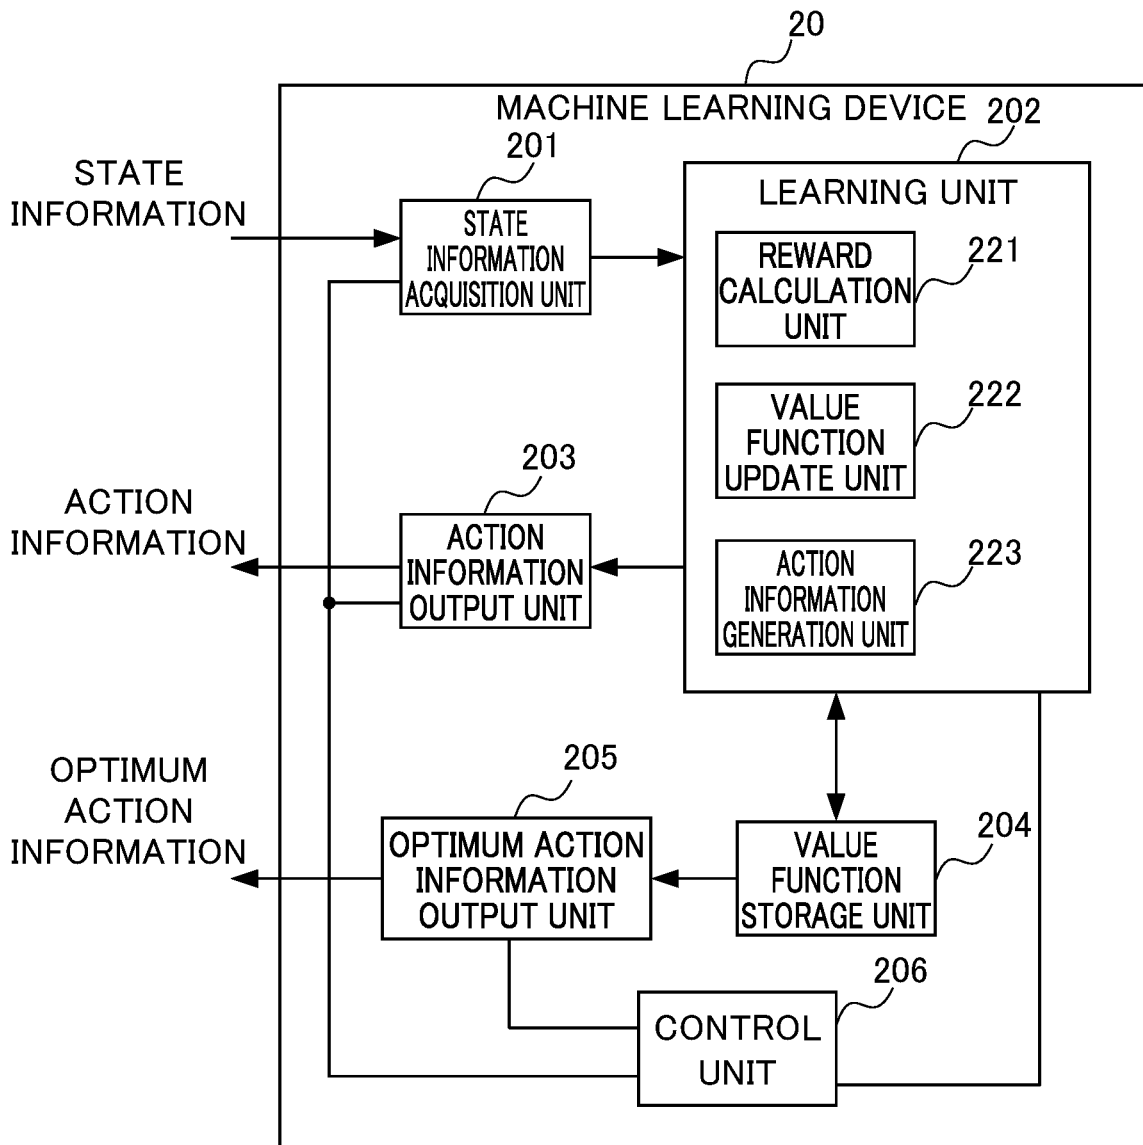 20
MACHINE LEARNING DEVICE
201
202
STATE
INFORMATION
STATE
INFORMATION
ACQUISITION UNIT
LEARNING UNIT
REWARD
CALCULATION
UNIT
221
VALUE
FUNCTION
UPDATE UNIT
222
203
ACTION
INFORMATION
ACTION
INFORMATION
OUTPUT UNIT
ACTION
INFORMATION
GENERATION UNIT
223
205
OPTIMUM
ACTION
INFORMATION
OPTIMUM ACTION
INFORMATION
OUTPUT UNIT
VALUE
FUNCTION
STORAGE UNIT
204
206
CONTROL
UNIT